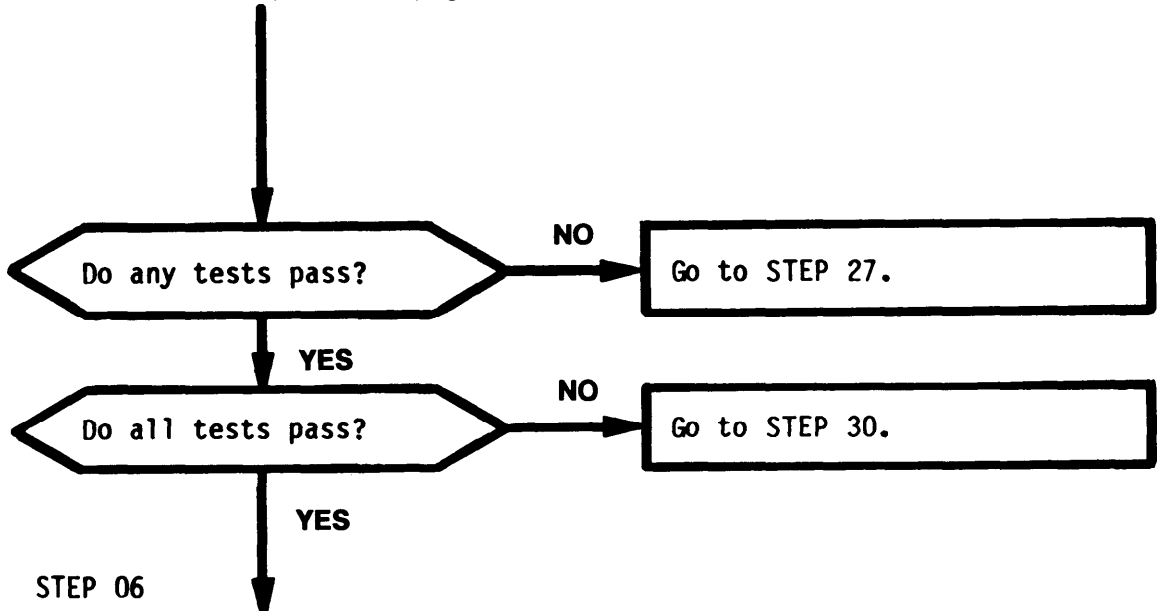 NO
Do any tests pass?
Go to STEP 27.
YES
NO
Do all tests pass?
Go to STEP 30.
YES
STEP 06